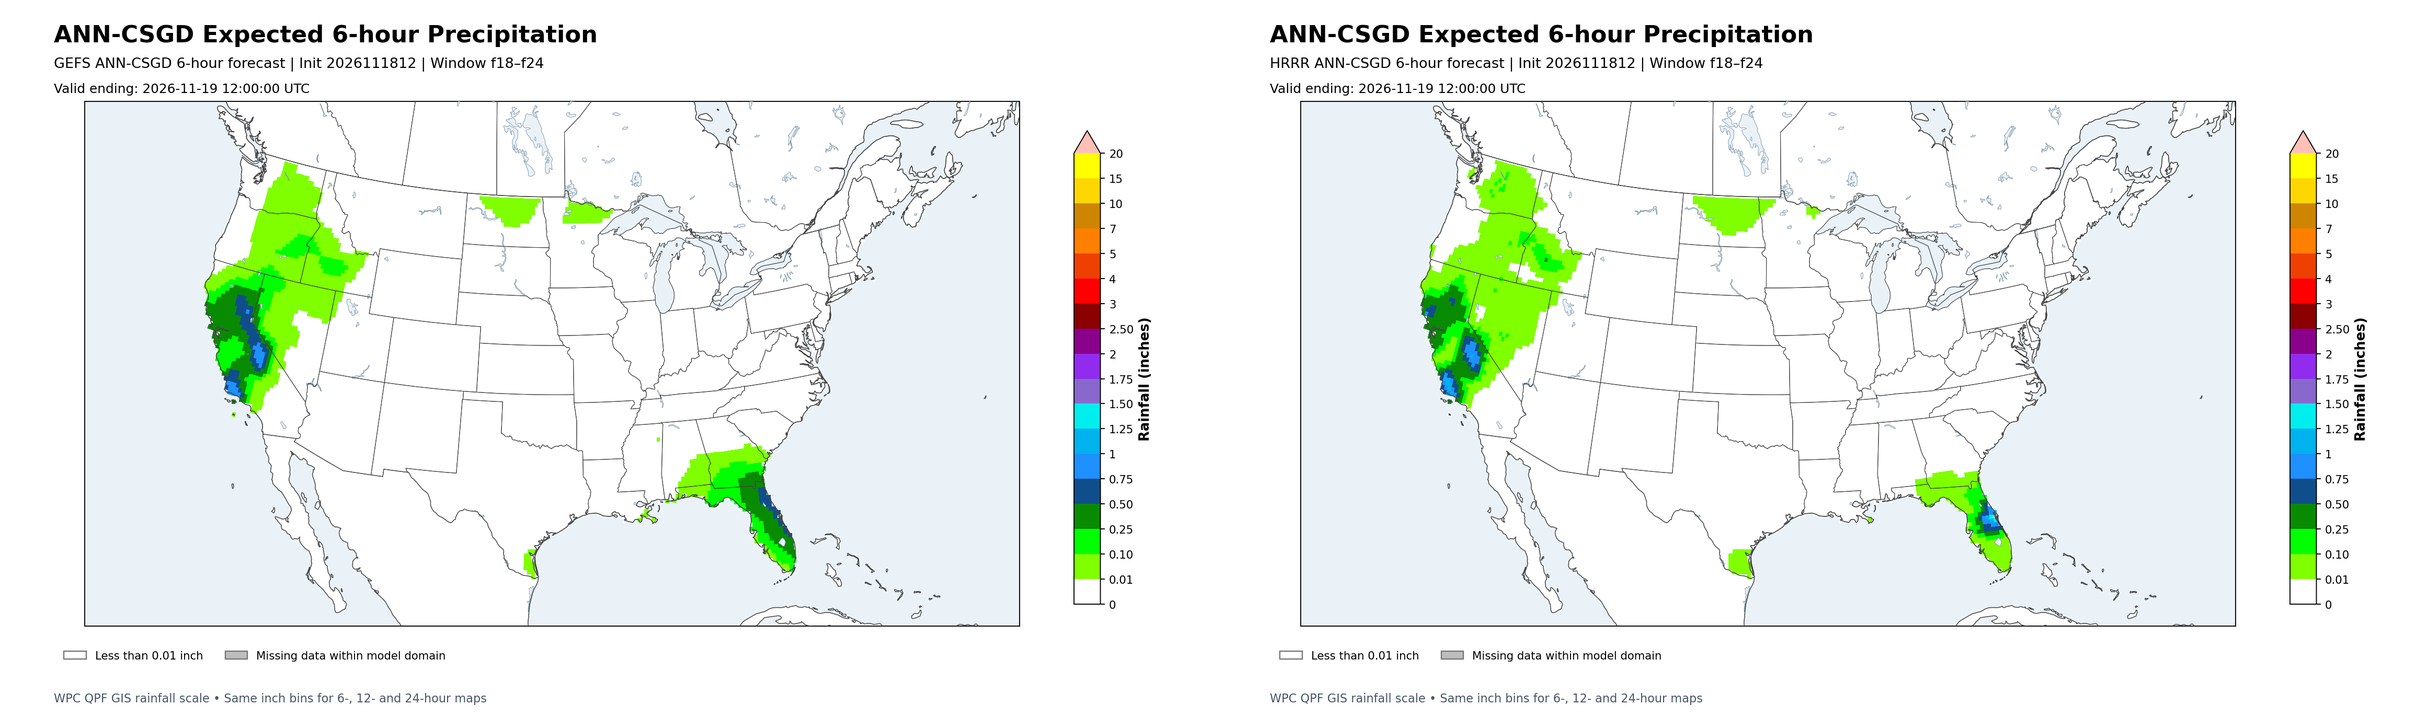 ANN-CSGD Expected 6-hour Precipitation
GEFS ANN-CSGD 6-hour forecast | Init 2026111812 | Window f18–f24
Valid ending: 2026-11-19 12:00:00 UTC
20
15
10
7
5
4
3
2.50
2
1.75
1.50
1.25
1
0.75
0.50
0.25
0.10
0.01
0
Rainfall (inches)
Less than 0.01 inch
Missing data within model domain
WPC QPF GIS rainfall scale • Same inch bins for 6-, 12- and 24-hour maps
ANN-CSGD Expected 6-hour Precipitation
HRRR ANN-CSGD 6-hour forecast | Init 2026111812 | Window f18–f24
Valid ending: 2026-11-19 12:00:00 UTC
20
15
10
7
5
4
3
2.50
2
1.75
1.50
1.25
1
0.75
0.50
0.25
0.10
0.01
0
Rainfall (inches)
Less than 0.01 inch
Missing data within model domain
WPC QPF GIS rainfall scale • Same inch bins for 6-, 12- and 24-hour maps